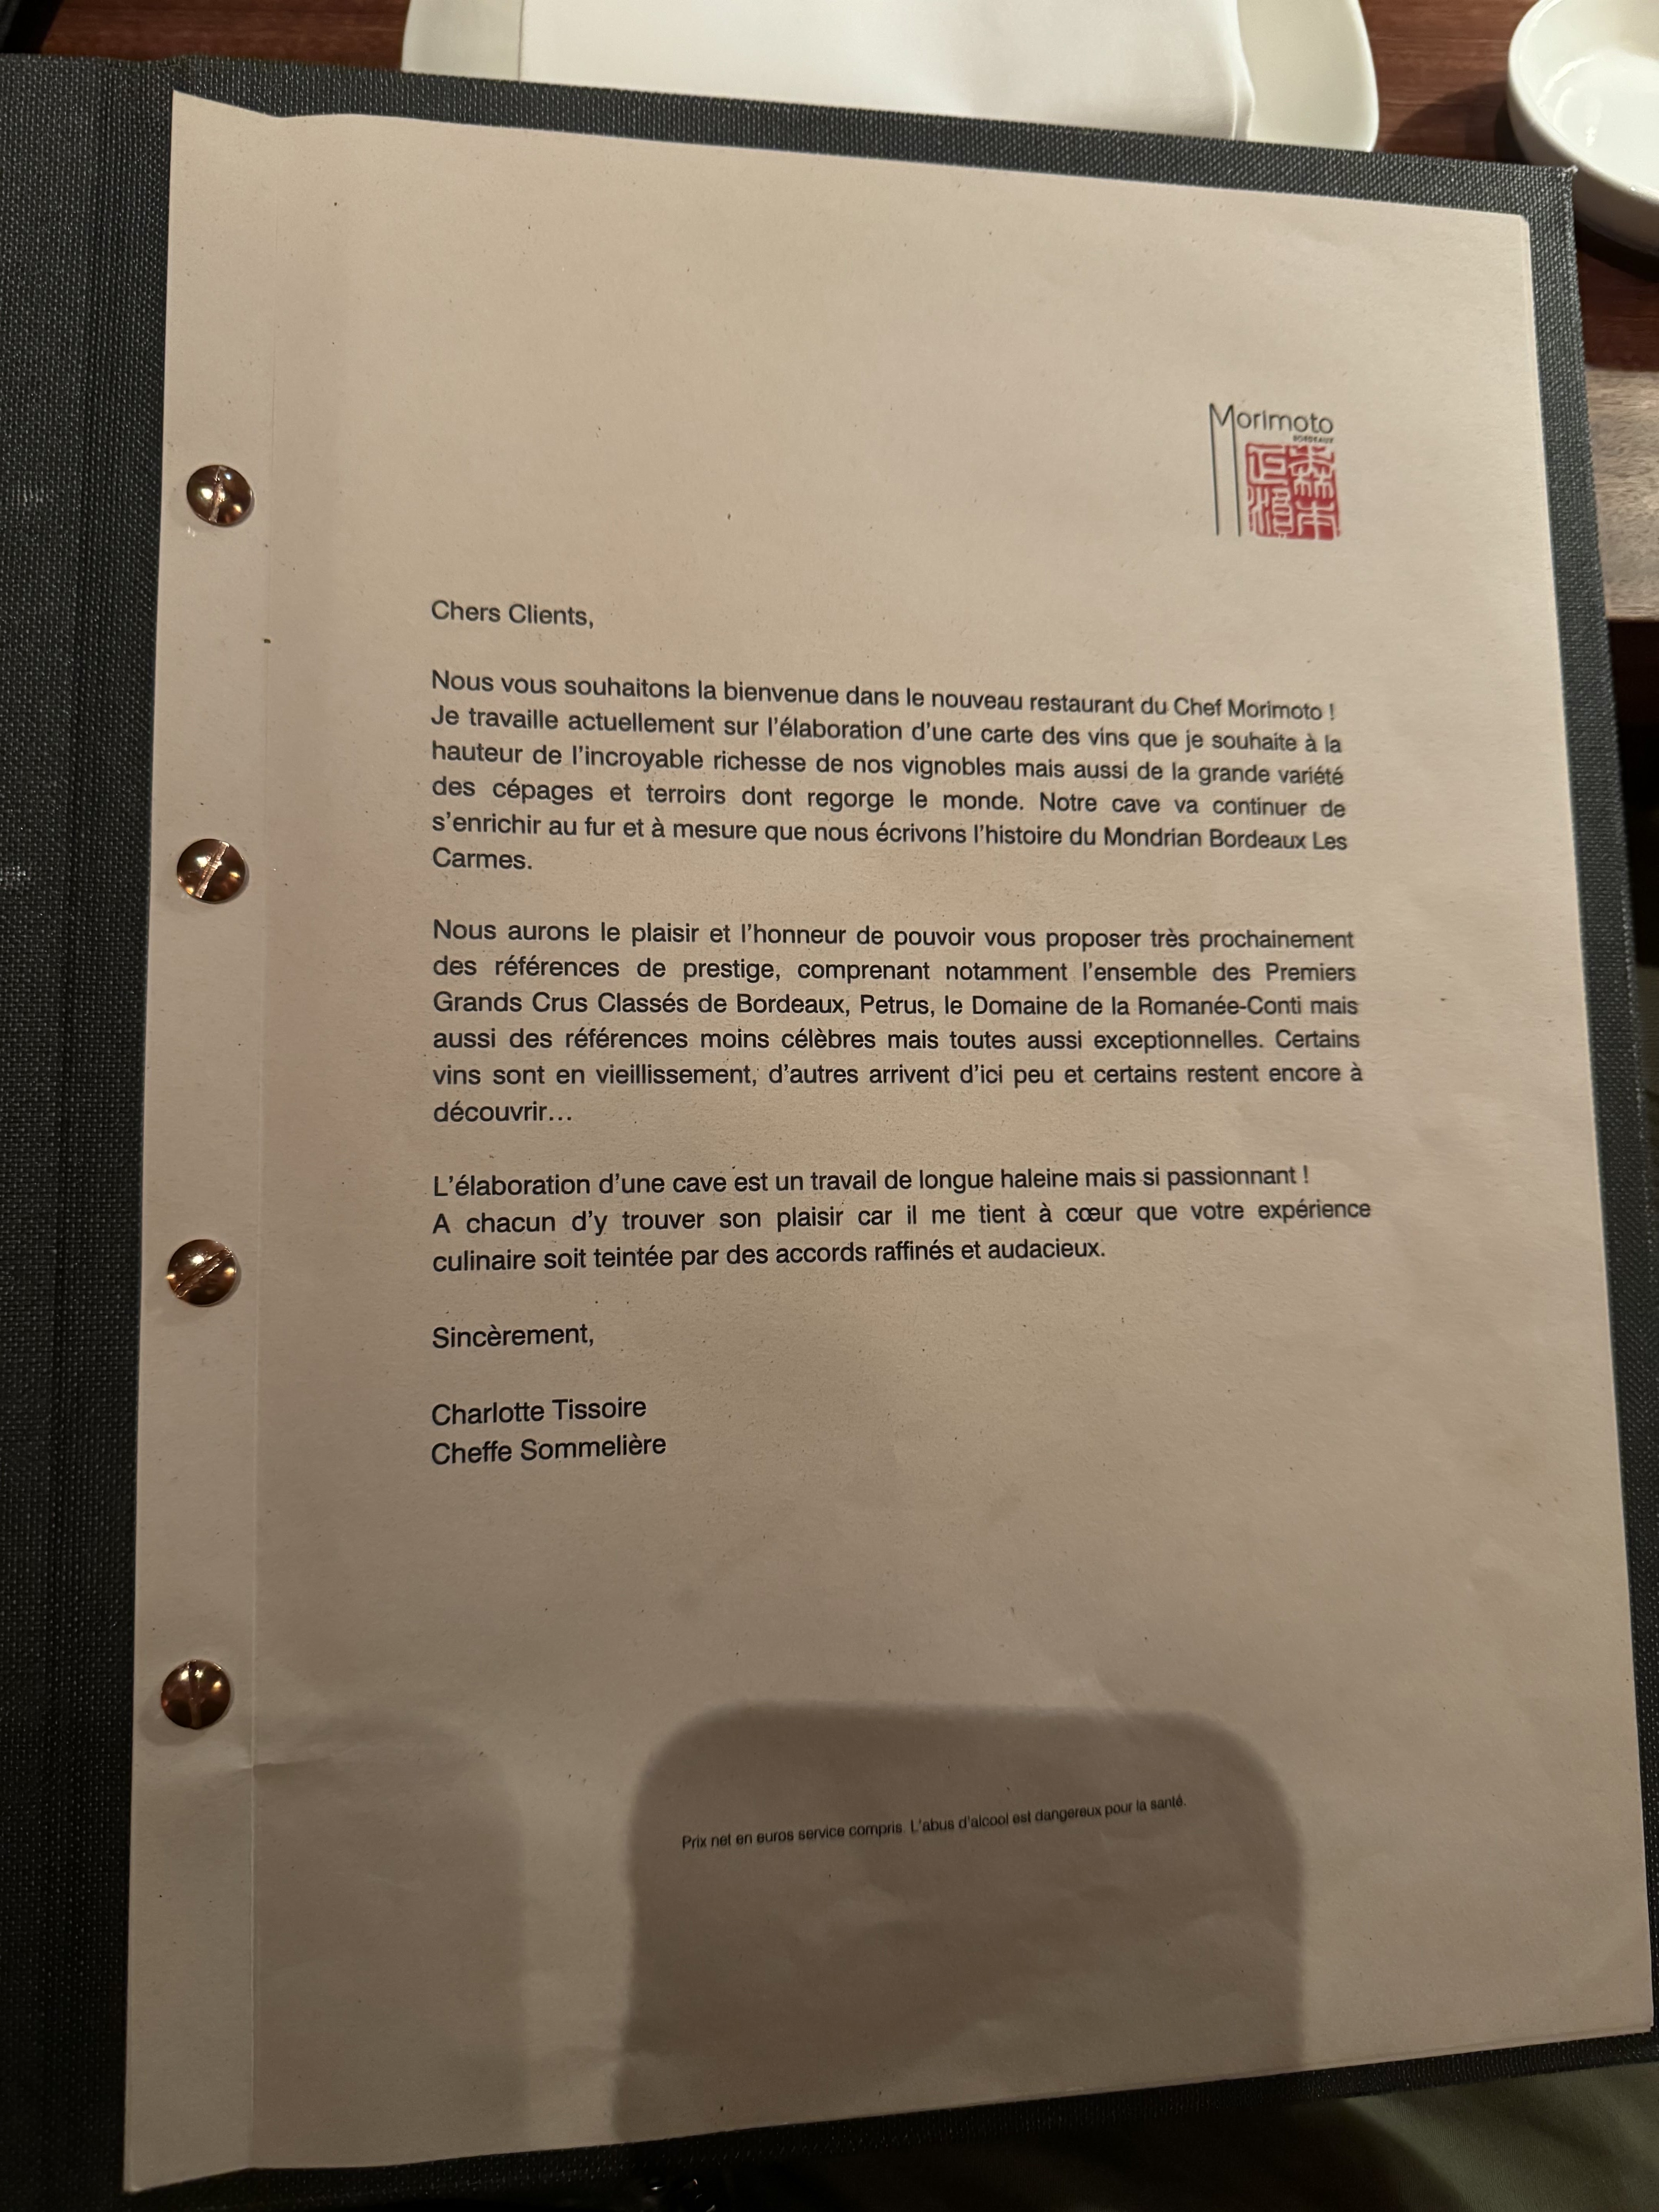 Morimoto
BORDEAUX
森本
正治
Chers Clients,
Nous vous souhaitons la bienvenue dans le nouveau restaurant du Chef Morimoto !
Je travaille actuellement sur l'élaboration d'une carte des vins que je souhaite à la
hauteur de l'incroyable richesse de nos vignobles mais aussi de la grande variété
des cépages et terroirs dont regorge le monde. Notre cave va continuer de
s'enrichir au fur et à mesure que nous écrivons l'histoire du Mondrian Bordeaux Les
Carmes.
Nous aurons le plaisir et l'honneur de pouvoir vous proposer très prochainement
des références de prestige, comprenant notamment l'ensemble des Premiers
Grands Crus Classés de Bordeaux, Petrus, le Domaine de la Romanée-Conti mais
aussi des références moins célèbres mais toutes aussi exceptionnelles. Certains
vins sont en vieillissement, d'autres arrivent d'ici peu et certains restent encore à
découvrir…
L'élaboration d'une cave est un travail de longue haleine mais si passionnant !
A chacun d'y trouver son plaisir car il me tient à cœur que votre expérience
culinaire soit teintée par des accords raffinés et audacieux.
Sincèrement,
Charlotte Tissoire
Cheffe Sommelière
Prix net en euros service compris. L'abus d'alcool est dangereux pour la santé.